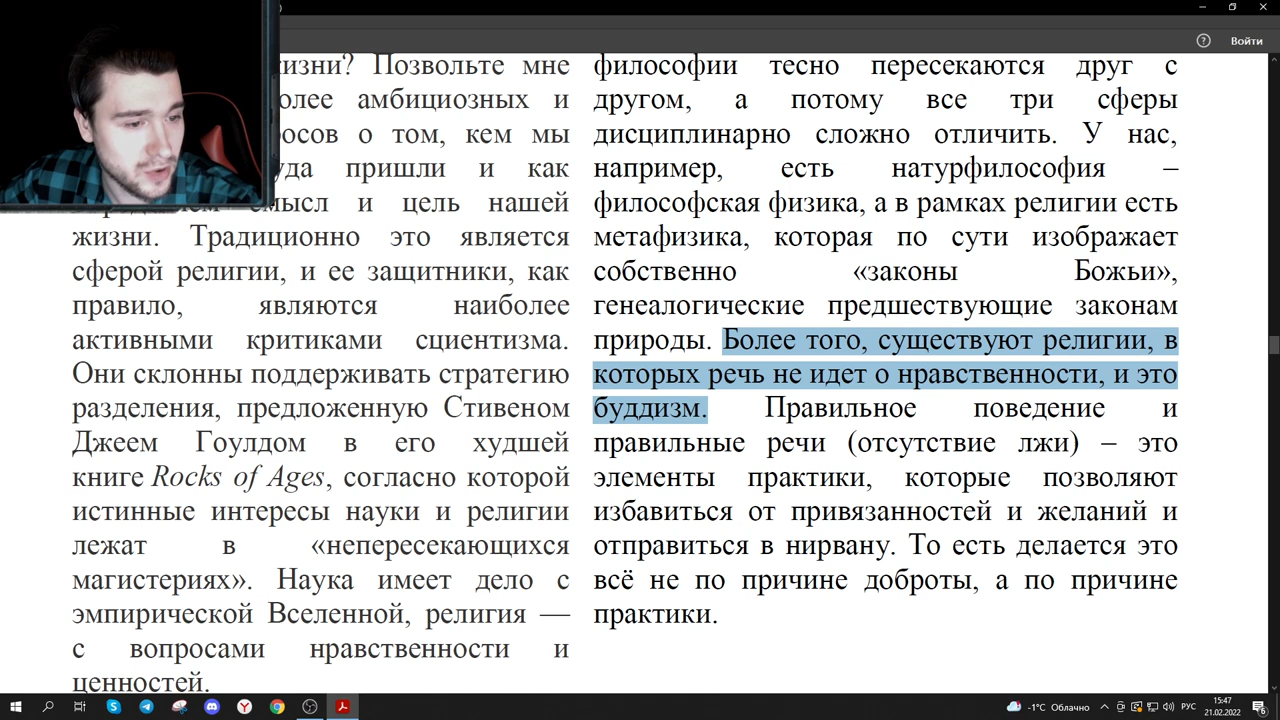 Войти
изни? Позвольте мне
олее амбициозных и
росов о том, кем мы
уда пришли и как
смысл и цель нашей
жизни. Традиционно это является
сферой религии, и ее защитники, как
правило, являются наиболее
активными критиками сциентизма.
Они склонны поддерживать стратегию
разделения, предложенную Стивеном
Джеем Гоулдом в его худшей
книге Rocks of Ages, согласно которой
истинные интересы науки и религии
лежат в «непересекающихся
магистериях». Наука имеет дело с
эмпирической Вселенной, религия —
с вопросами нравственности и
ценностей.
философии тесно пересекаются друг с
другом, а потому все три сферы
дисциплинарно сложно отличить. У нас,
например, есть натурфилософия –
философская физика, а в рамках религии есть
метафизика, которая по сути изображает
собственно «законы Божьи»,
генеалогические предшествующие законам
природы. Более того, существуют религии, в
которых речь не идет о нравственности, и это
буддизм. Правильное поведение и
правильные речи (отсутствие лжи) – это
элементы практики, которые позволяют
избавиться от привязанностей и желаний и
отправиться в нирвану. То есть делается это
всё не по причине доброты, а по причине
практики.
-1°C Облачно
РУС
15:47
21.02.2022
6